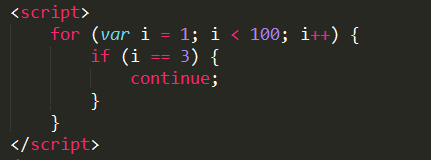 <script>
    for (var i = 1; i < 100; i++) {
        if (i == 3) {
            continue;
        }
    }
</script>